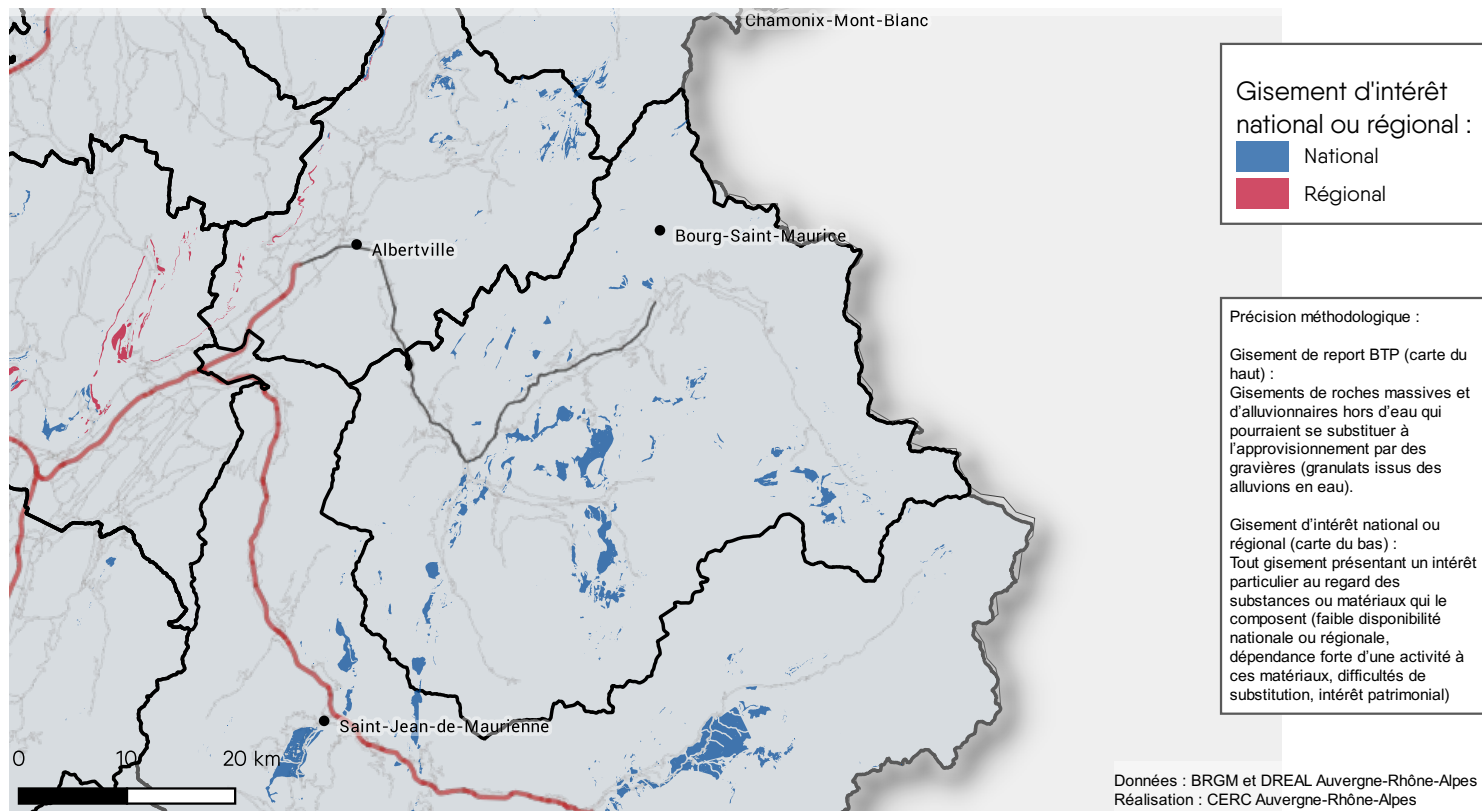 Chamonix-Mont-Blanc
Albertville
Bourg-Saint-Maurice
Saint-Jean-de-Maurienne
0 10 20 km
Gisement d'intérêt
national ou régional :
National
Régional
Précision méthodologique :
Gisement de report BTP (carte du
haut) :
Gisements de roches massives et
d'alluvionnaires hors d'eau qui
pourraient se substituer à
l'approvisionnement par des
gravières (granulats issus des
alluvions en eau).
Gisement d'intérêt national ou
régional (carte du bas) :
Tout gisement présentant un intérêt
particulier au regard des
substances ou matériaux qui le
composent (faible disponibilité
nationale ou régionale,
dépendance forte d'une activité à
ces matériaux, difficultés de
substitution, intérêt patrimonial)
Données : BRGM et DREAL Auvergne-Rhône-Alpes
Réalisation : CERC Auvergne-Rhône-Alpes